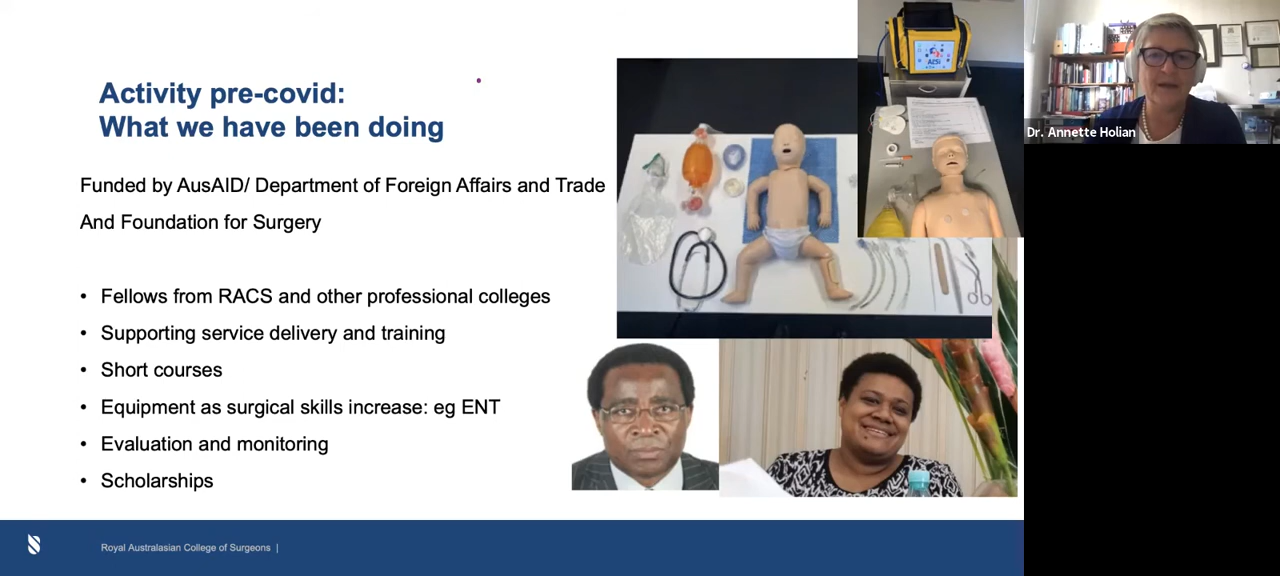 Activity pre-covid:
What we have been doing
Funded by AusAID/ Department of Foreign Affairs and Trade
And Foundation for Surgery
• Fellows from RACS and other professional colleges
• Supporting service delivery and training
• Short courses
• Equipment as surgical skills increase: eg ENT
• Evaluation and monitoring
• Scholarships
Royal Australasian College of Surgeons |
Dr. Annette Holian